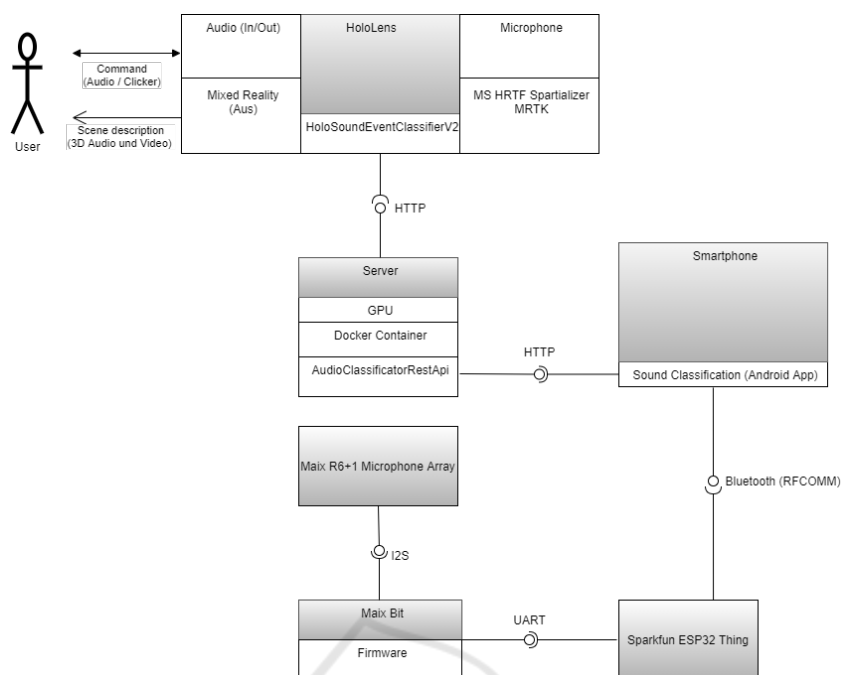 Audio (In/Out)
HoloLens
Microphone
Command
(Audio / Clicker)
Mixed Reality
(Aus)
MS HRTF Spartializer
MRTK
Scene description
(3D Audio und Video)
HoloSoundEventClassifierV2
User
HTTP
Server
GPU
Docker Container
AudioClassificatorRestApi
HTTP
Smartphone
Sound Classification (Android App)
Maix R6+1 Microphone Array
Bluetooth (RFCOMM)
I2S
Maix Bit
Firmware
UART
Sparkfun ESP32 Thing